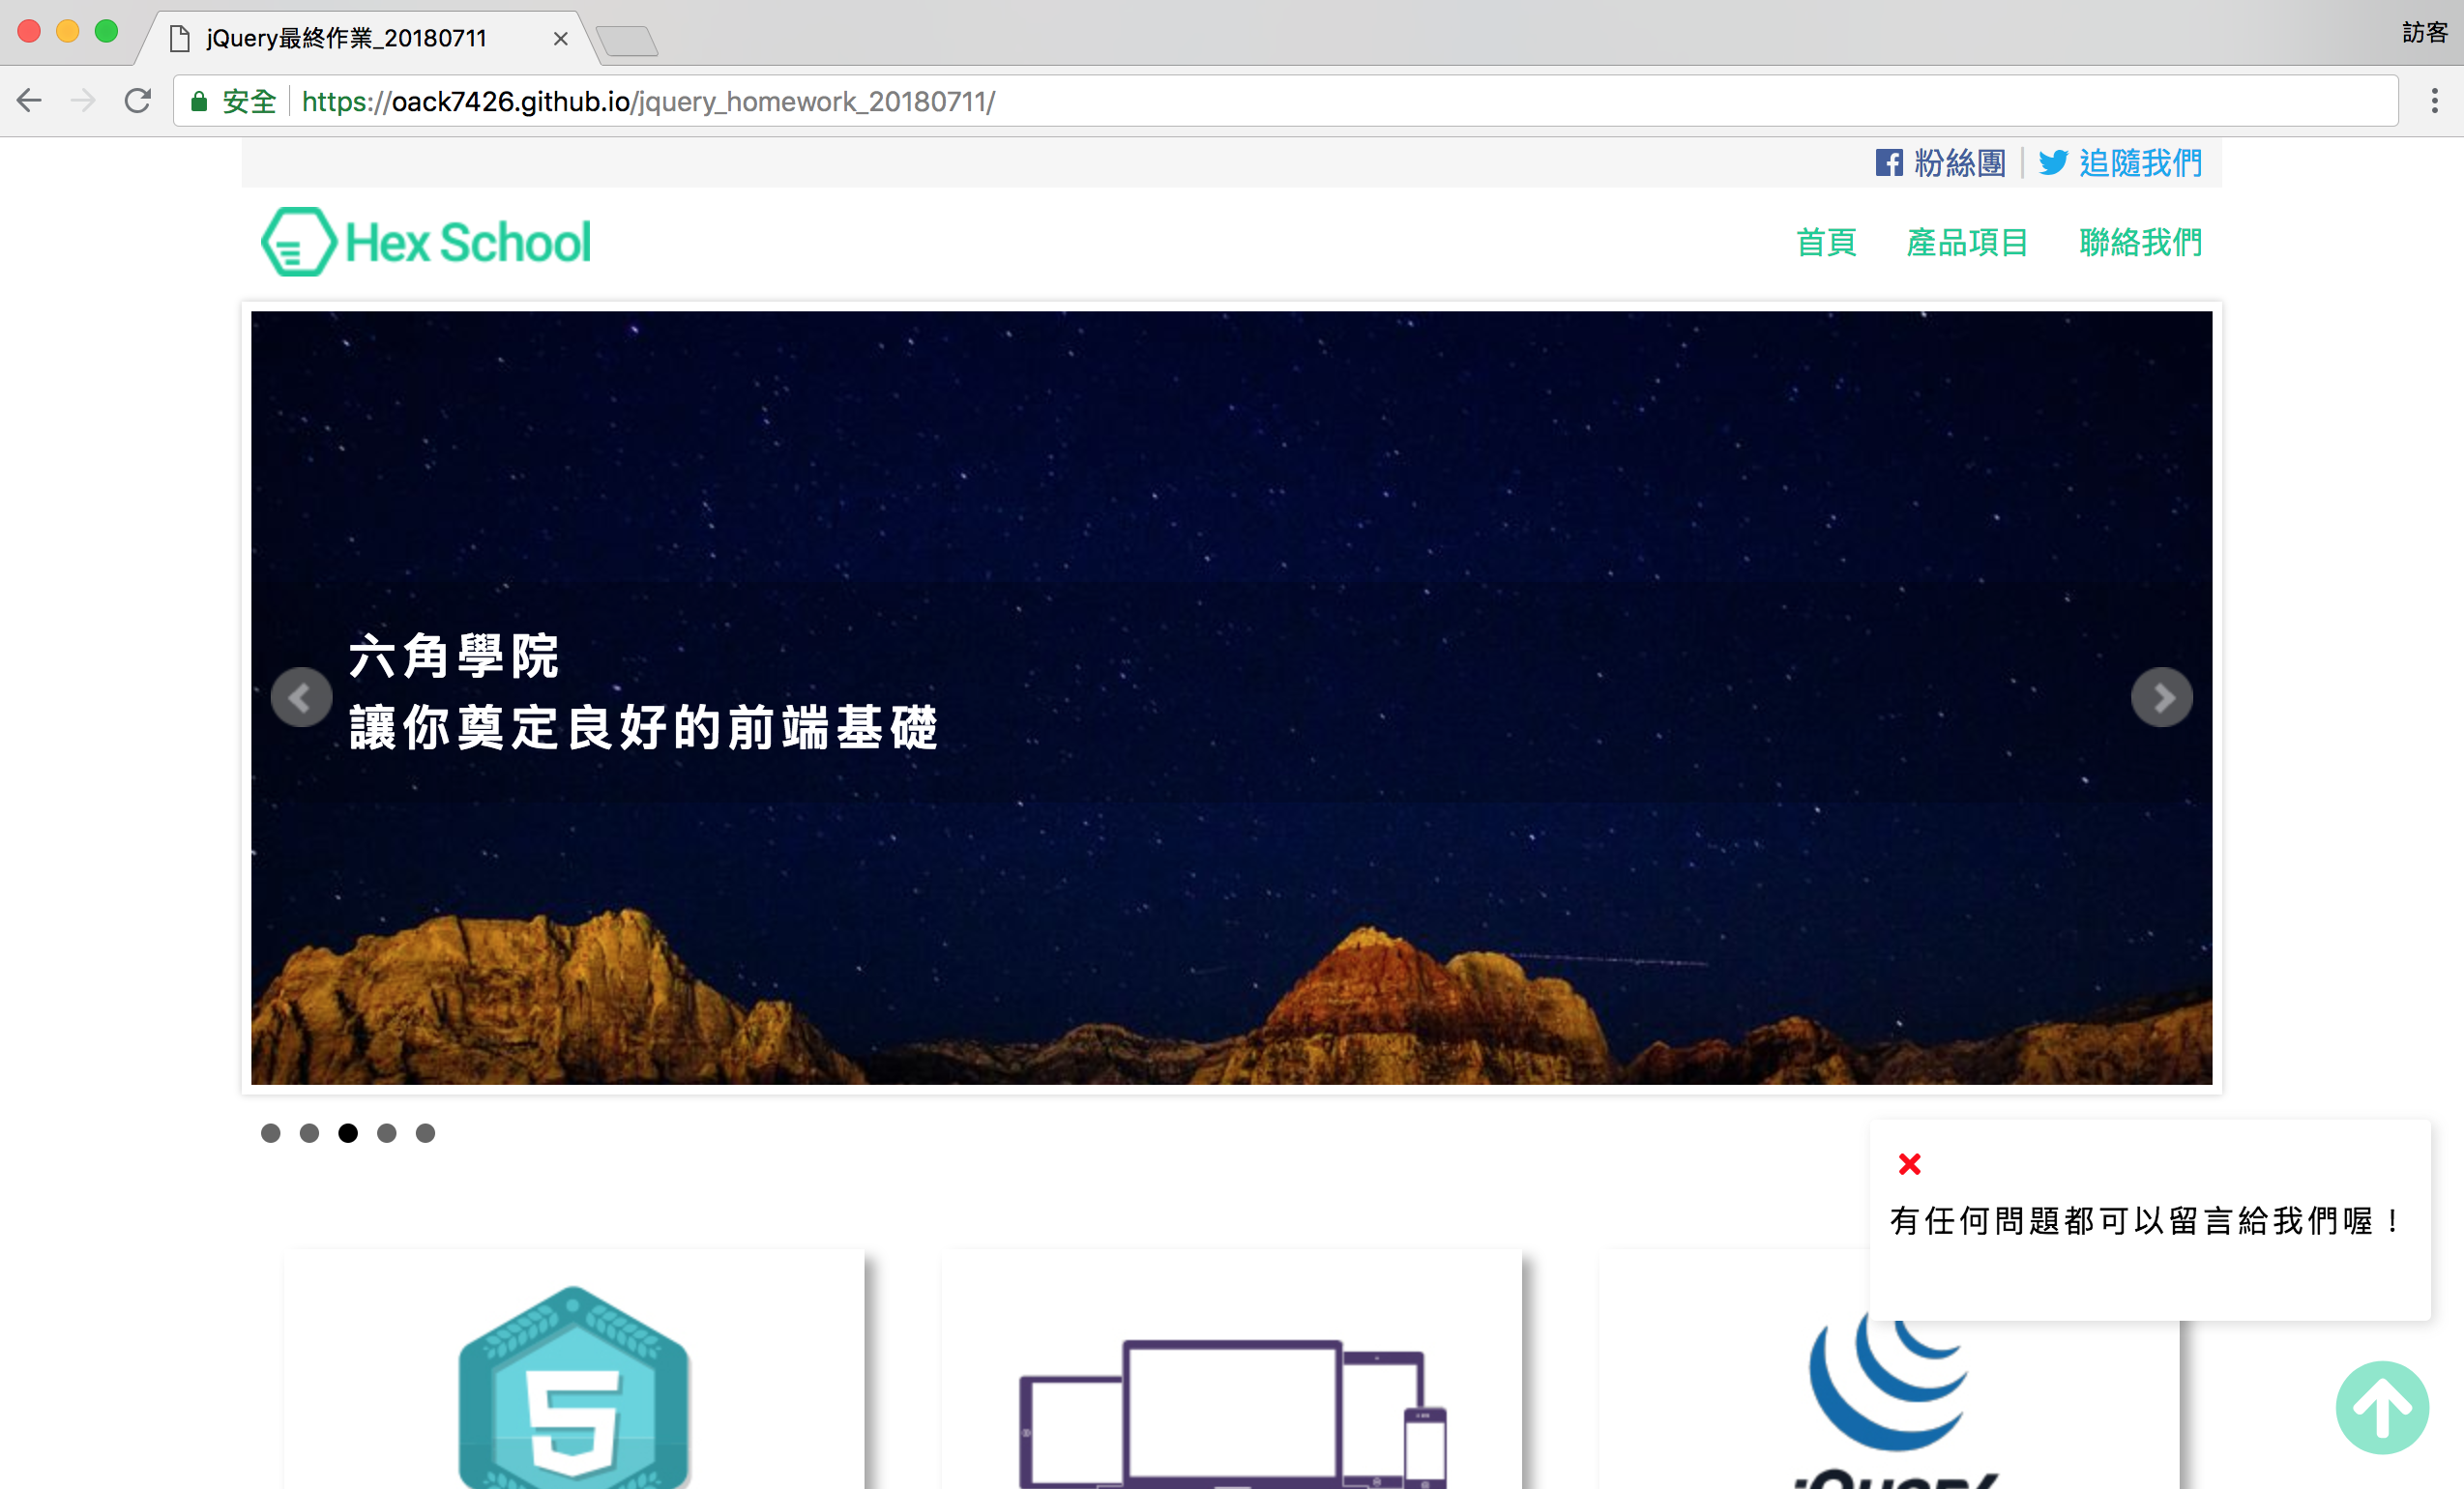 jQuery最終作業_20180711
訪客
安全 https://oack7426.github.io/jquery_homework_20180711/
粉絲團 | 追隨我們
Hex School
首頁 產品項目 聯絡我們
六角學院
讓你奠定良好的前端基礎
有任何問題都可以留言給我們喔！
jQuery